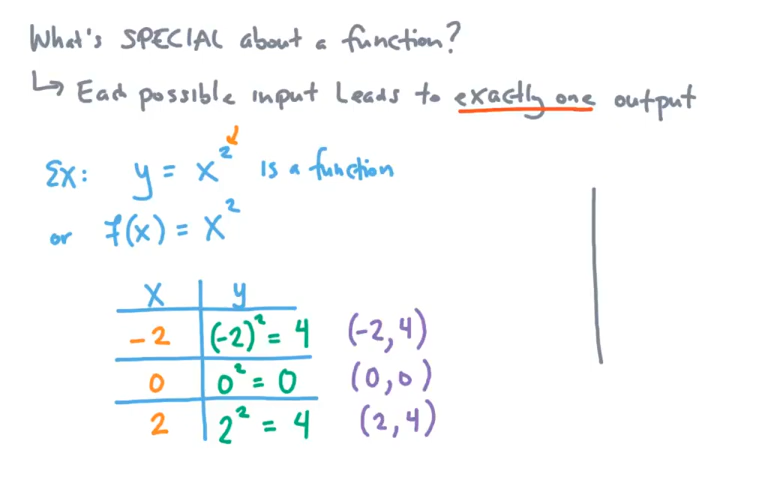 What's SPECIAL about a function?
↳ Each possible input leads to exactly one output
Ex: y = x² is a function
or f(x) = x²
x y
-2 (-2)² = 4 (-2, 4)
0 0² = 0 (0, 0)
2 2² = 4 (2, 4)